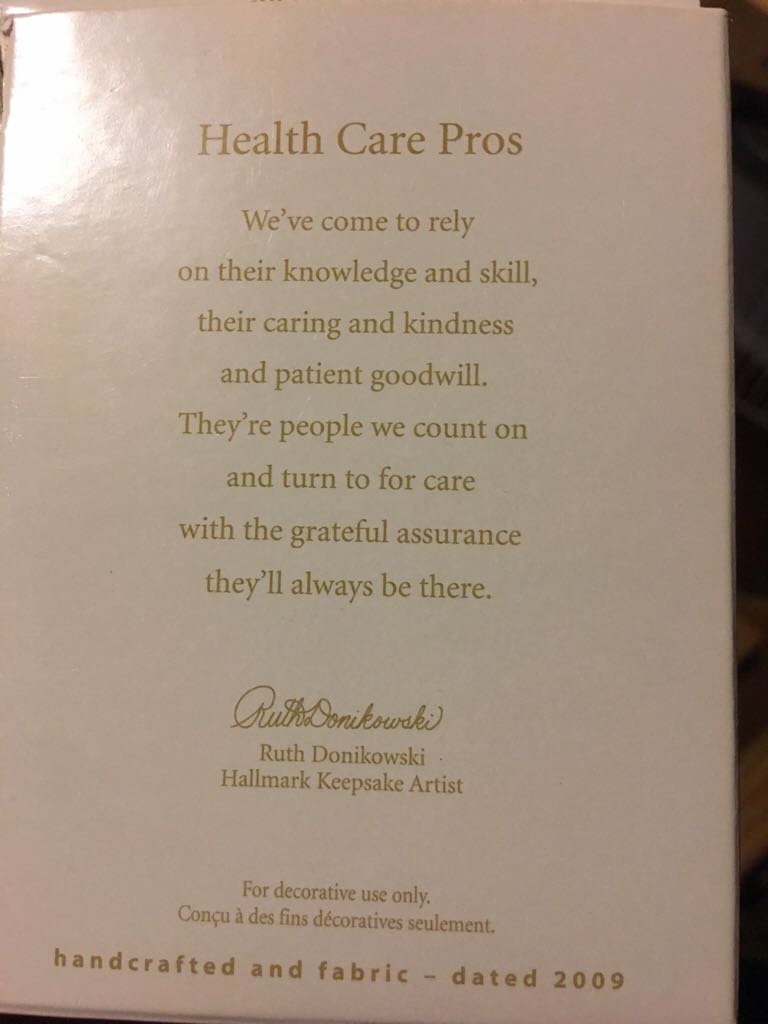 Health Care Pros
We've come to rely
on their knowledge and skill,
their caring and kindness
and patient goodwill.
They're people we count on
and turn to for care
with the grateful assurance
they'll always be there.
Ruth Donikowski
Ruth Donikowski
Hallmark Keepsake Artist
For decorative use only.
Conçu à des fins décoratives seulement.
handcrafted and fabric – dated 2009